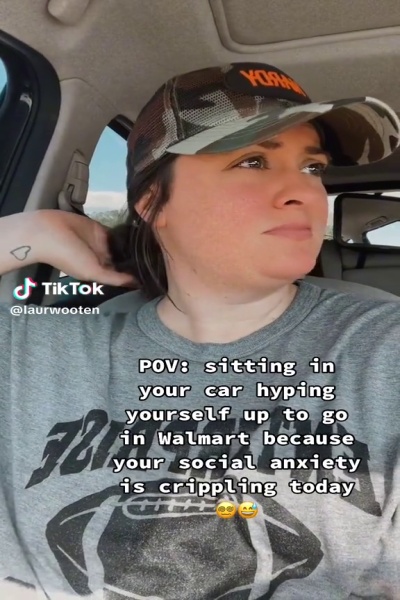 TikTok
@laurwooten
POV: sitting in
your car hyping
yourself up to go
in Walmart because
your social anxiety
is crippling today
😵‍💫😅